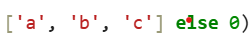 ['a', 'b', 'c'] else 0)